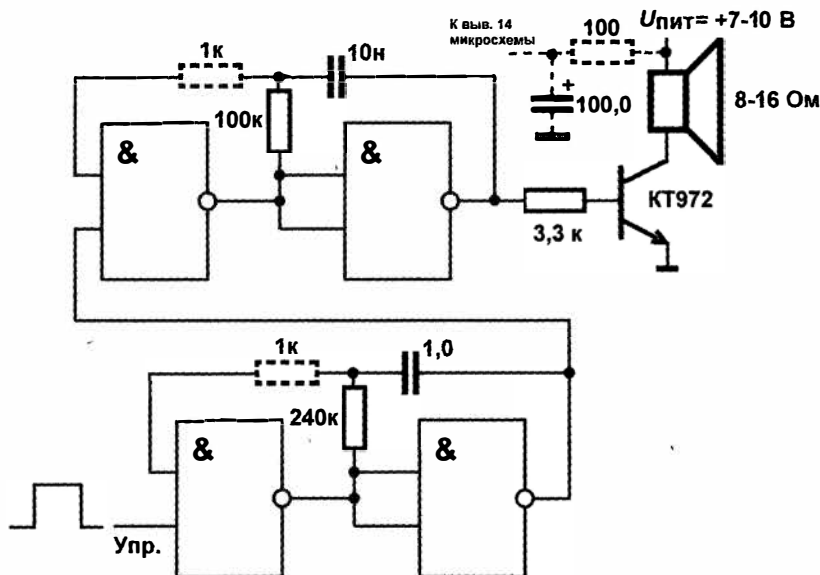 К выв. 14
микросхемы
100
Uпит= +7-10 В
1к
10н
+
100,0
8-16 Ом
100к
&
&
КТ972
3,3 к
1к
1,0
240к
&
&
Упр.